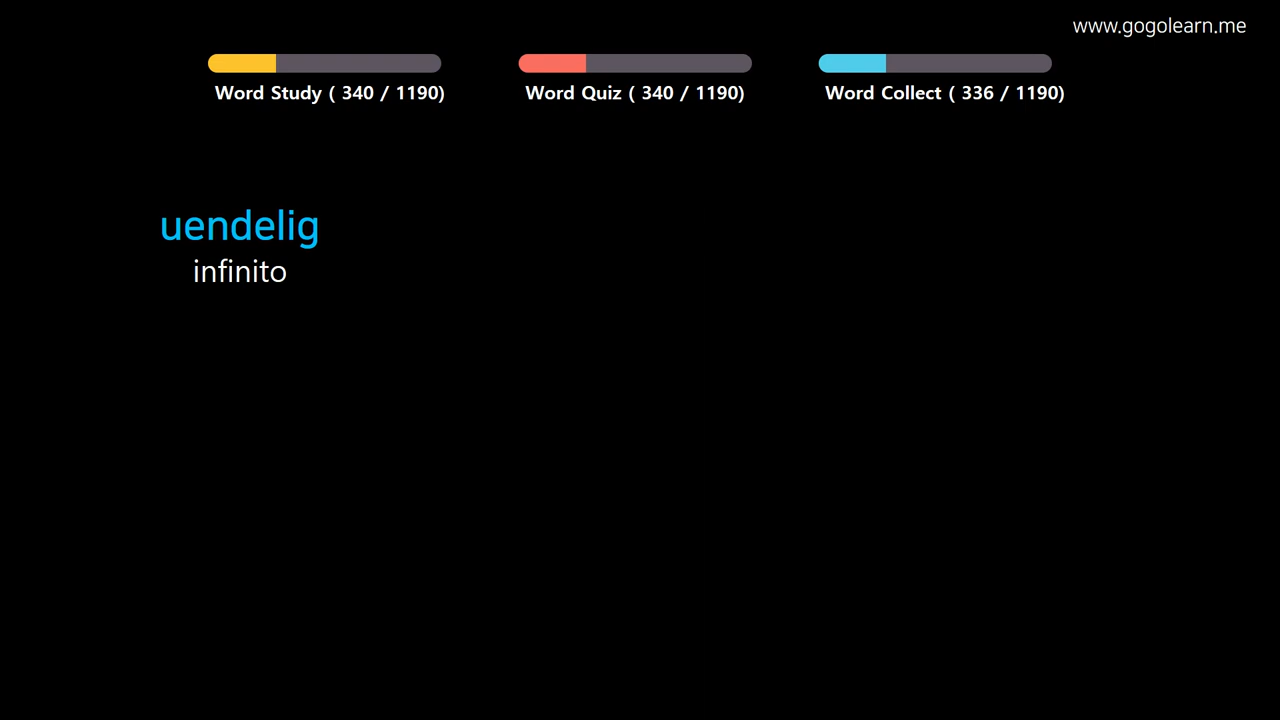 www.gogolearn.me
Word Study ( 340 / 1190)
Word Quiz ( 340 / 1190)
Word Collect ( 336 / 1190)
uendelig
infinito